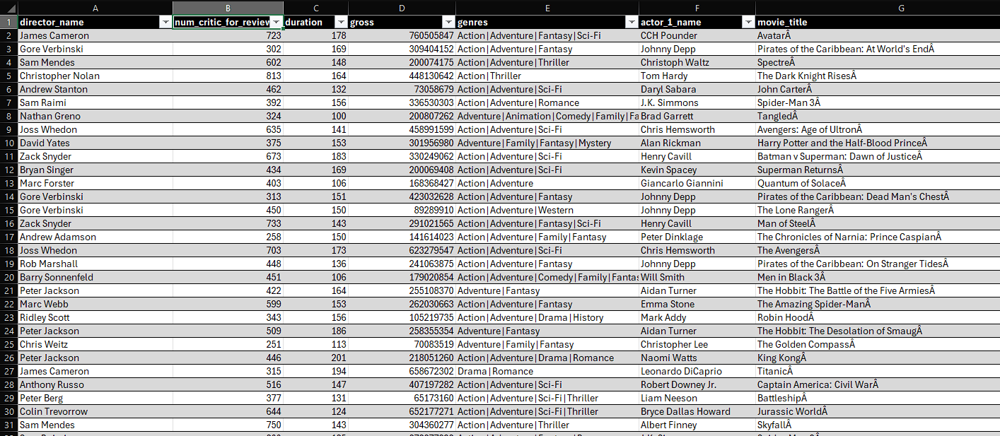 A B C D E F G
1 director_name num_critic_for_review duration gross genres actor_1_name movie_title
2 James Cameron 723 178 760505847 Action|Adventure|Fantasy|Sci-Fi CCH Pounder AvatarÂ
3 Gore Verbinski 302 169 309404152 Action|Adventure|Fantasy Johnny Depp Pirates of the Caribbean: At World's EndÂ
4 Sam Mendes 602 148 200074175 Action|Adventure|Thriller Christoph Waltz SpectreÂ
5 Christopher Nolan 813 164 448130642 Action|Thriller Tom Hardy The Dark Knight RisesÂ
6 Andrew Stanton 462 132 73058679 Action|Adventure|Sci-Fi Daryl Sabara John CarterÂ
7 Sam Raimi 392 156 336530303 Action|Adventure|Romance J.K. Simmons Spider-Man 3Â
8 Nathan Greno 324 100 200807262 Adventure|Animation|Comedy|Family|Fa Brad Garrett TangledÂ
9 Joss Whedon 635 141 458991599 Action|Adventure|Sci-Fi Chris Hemsworth Avengers: Age of UltronÂ
10 David Yates 375 153 301956980 Adventure|Family|Fantasy|Mystery Alan Rickman Harry Potter and the Half-Blood PrinceÂ
11 Zack Snyder 673 183 330249062 Action|Adventure|Sci-Fi Henry Cavill Batman v Superman: Dawn of JusticeÂ
12 Bryan Singer 434 169 200069408 Action|Adventure|Sci-Fi Kevin Spacey Superman ReturnsÂ
13 Marc Forster 403 106 168368427 Action|Adventure Giancarlo Giannini Quantum of SolaceÂ
14 Gore Verbinski 313 151 423032628 Action|Adventure|Fantasy Johnny Depp Pirates of the Caribbean: Dead Man's ChestÂ
15 Gore Verbinski 450 150 89289910 Action|Adventure|Western Johnny Depp The Lone RangerÂ
16 Zack Snyder 733 143 291021565 Action|Adventure|Fantasy|Sci-Fi Henry Cavill Man of SteelÂ
17 Andrew Adamson 258 150 141614023 Action|Adventure|Family|Fantasy Peter Dinklage The Chronicles of Narnia: Prince CaspianÂ
18 Joss Whedon 703 173 623279547 Action|Adventure|Sci-Fi Chris Hemsworth The AvengersÂ
19 Rob Marshall 448 136 241063875 Action|Adventure|Fantasy Johnny Depp Pirates of the Caribbean: On Stranger TidesÂ
20 Barry Sonnenfeld 451 106 179020854 Action|Adventure|Comedy|Family|Fantas Will Smith Men in Black 3Â
21 Peter Jackson 422 164 255108370 Adventure|Fantasy Aidan Turner The Hobbit: The Battle of the Five ArmiesÂ
22 Marc Webb 599 153 262030663 Action|Adventure|Fantasy Emma Stone The Amazing Spider-ManÂ
23 Ridley Scott 343 156 105219735 Action|Adventure|Drama|History Mark Addy Robin HoodÂ
24 Peter Jackson 509 186 258355354 Adventure|Fantasy Aidan Turner The Hobbit: The Desolation of SmaugÂ
25 Chris Weitz 251 113 70083519 Adventure|Family|Fantasy Christopher Lee The Golden CompassÂ
26 Peter Jackson 446 201 218051260 Action|Adventure|Drama|Romance Naomi Watts King KongÂ
27 James Cameron 315 194 658672302 Drama|Romance Leonardo DiCaprio TitanicÂ
28 Anthony Russo 516 147 407197282 Action|Adventure|Sci-Fi Robert Downey Jr. Captain America: Civil WarÂ
29 Peter Berg 377 131 65173160 Action|Adventure|Sci-Fi|Thriller Liam Neeson BattleshipÂ
30 Colin Trevorrow 644 124 652177271 Action|Adventure|Sci-Fi|Thriller Bryce Dallas Howard Jurassic WorldÂ
31 Sam Mendes 750 143 304360277 Action|Adventure|Thriller Albert Finney SkyfallÂ